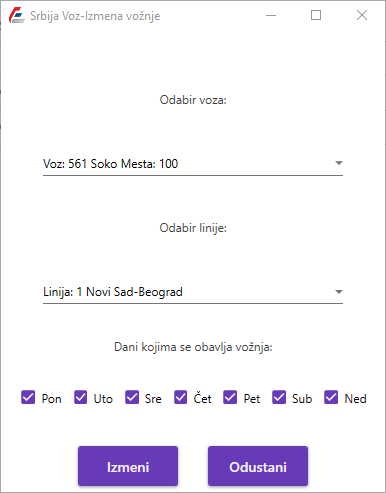 Srbija Voz-Izmena vožnje
Odabir voza:
Voz: 561 Soko Mesta: 100
Odabir linije:
Linija: 1 Novi Sad-Beograd
Dani kojima se obavlja vožnja:
Pon Uto Sre Čet Pet Sub Ned
Izmeni Odustani